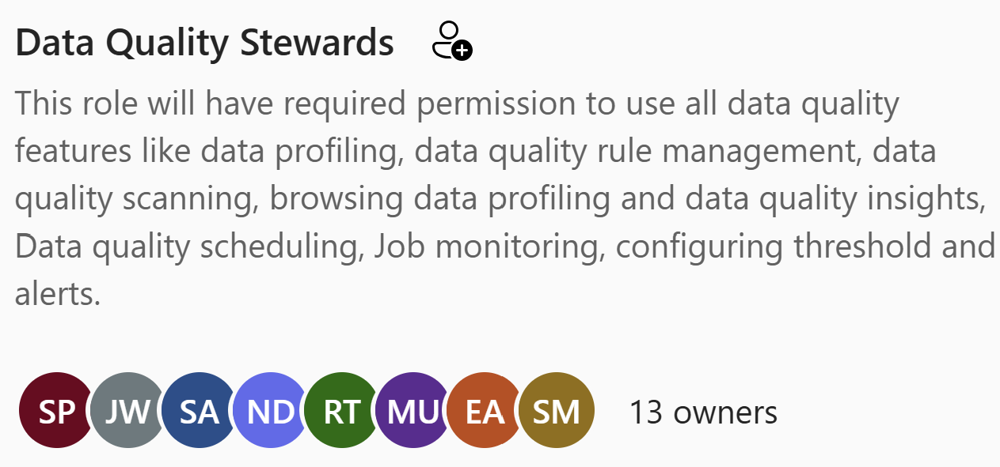 Data Quality Stewards
This role will have required permission to use all data quality
features like data profiling, data quality rule management, data
quality scanning, browsing data profiling and data quality insights,
Data quality scheduling, Job monitoring, configuring threshold and
alerts.
SP JW SA ND RT MU EA SM 13 owners